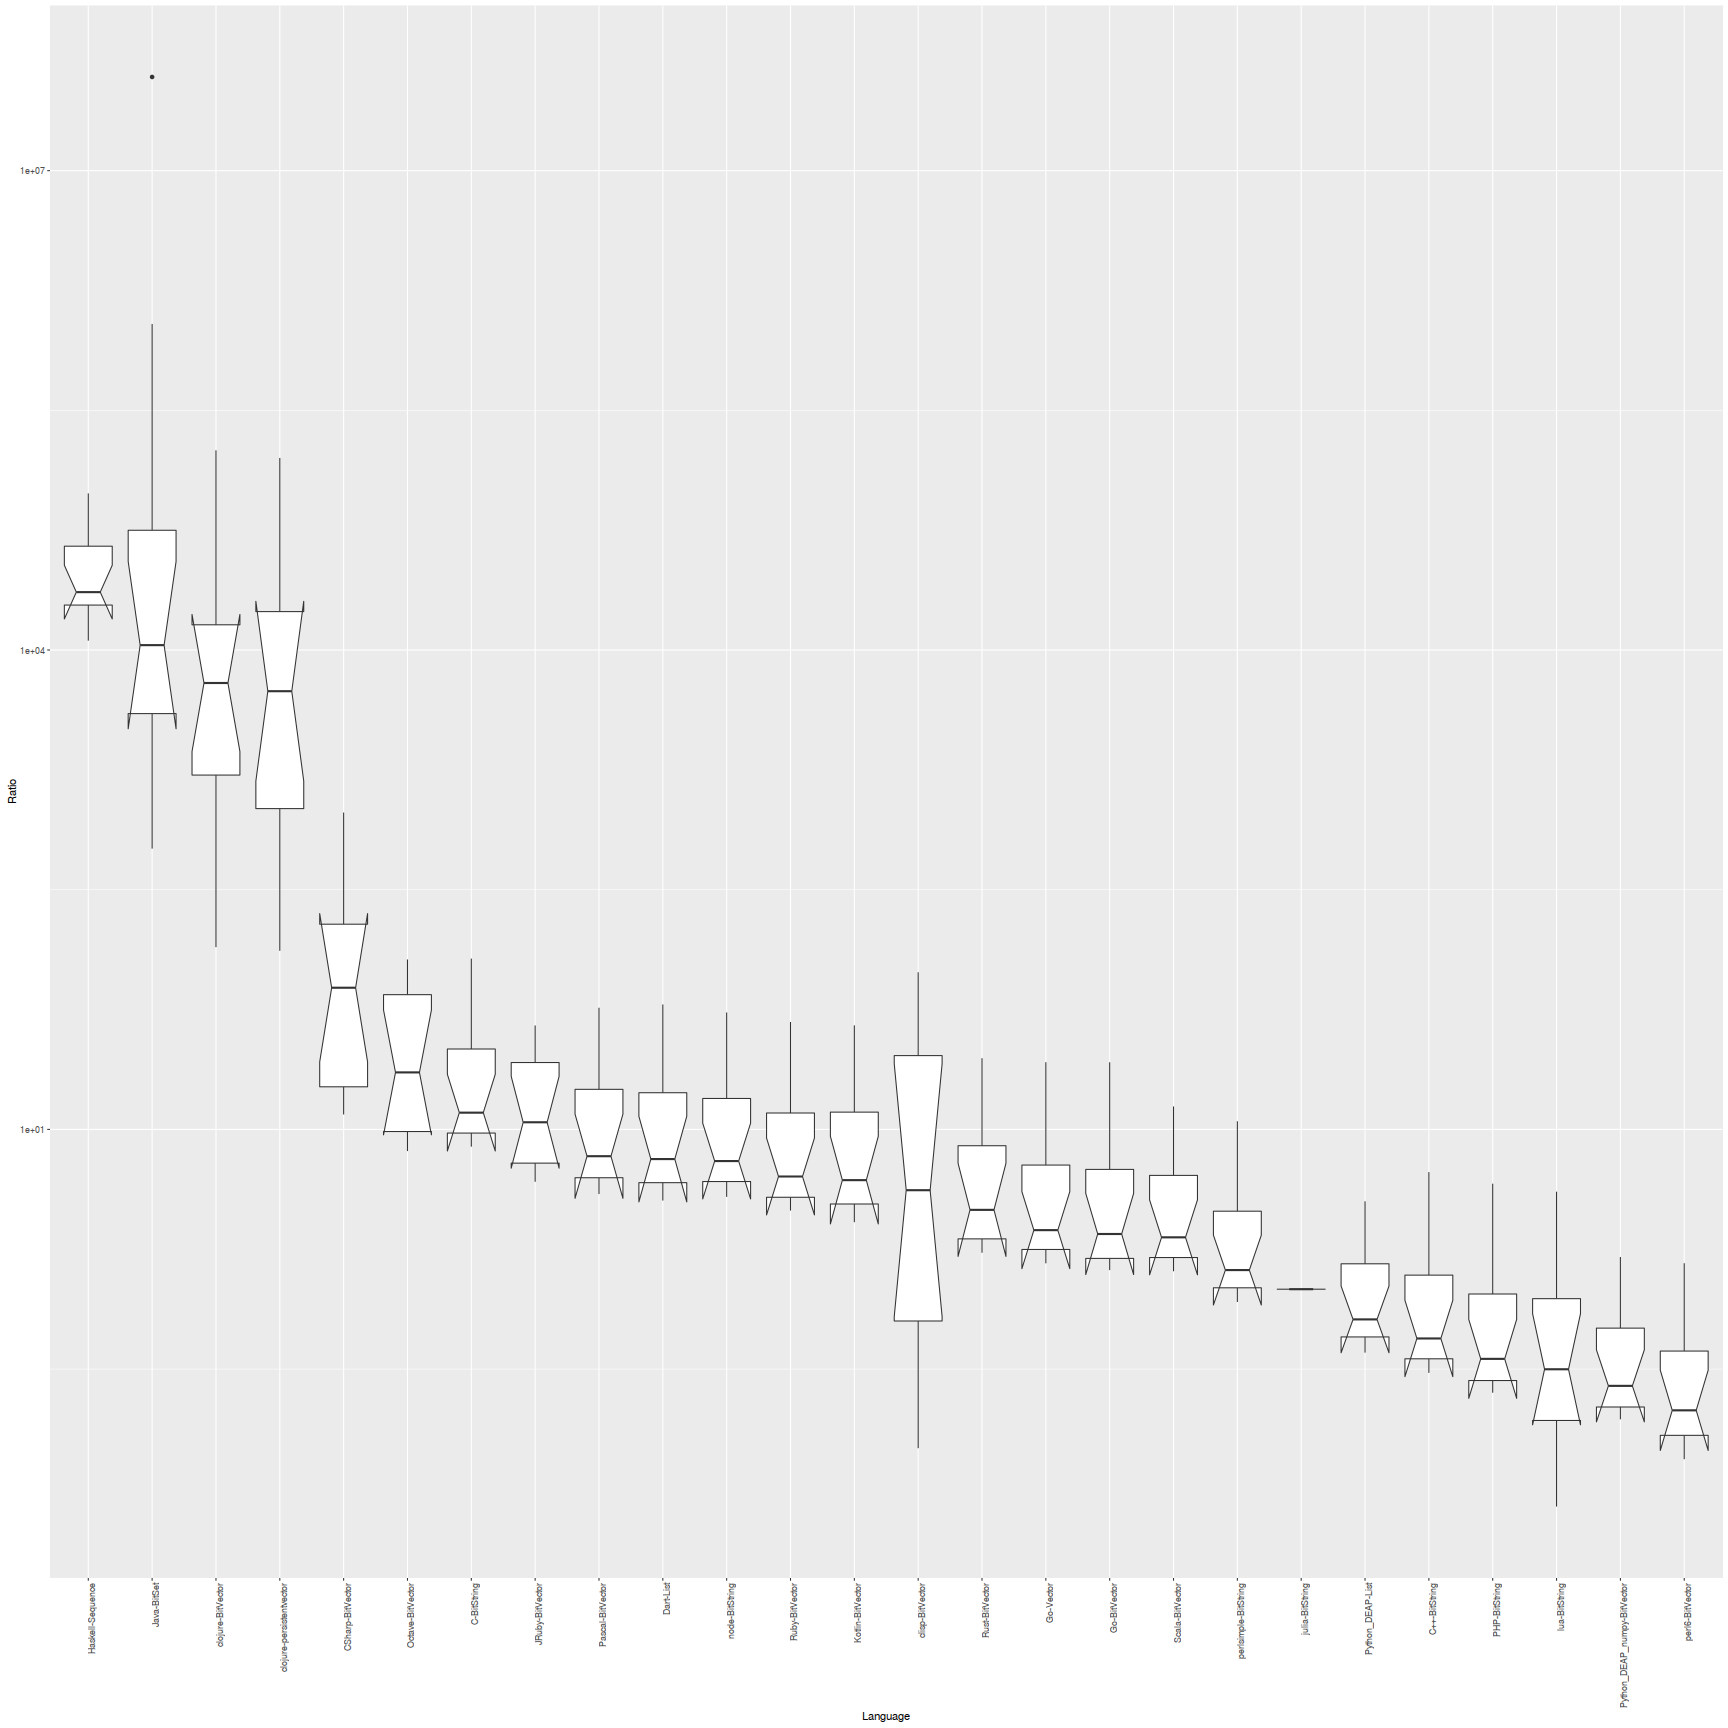 1e+07
1e+04
1e+01
Ratio
Haskell-Sequence
Java-BitSet
clojure-BitVector
clojure-persistentvector
CSharp-BitVector
Octave-BitVector
C-BitString
JRuby-BitVector
Pascal-BitVector
Dart-List
node-BitString
Ruby-BitVector
Kotlin-BitVector
clisp-BitVector
Rust-BitVector
Go-Vector
Go-BitVector
Scala-BitVector
perlsimple-BitString
julia-BitString
Python_DEAP-List
C++-BitString
PHP-BitString
lua-BitString
Python_DEAP_numpy-BitVector
perl6-BitVector
Language